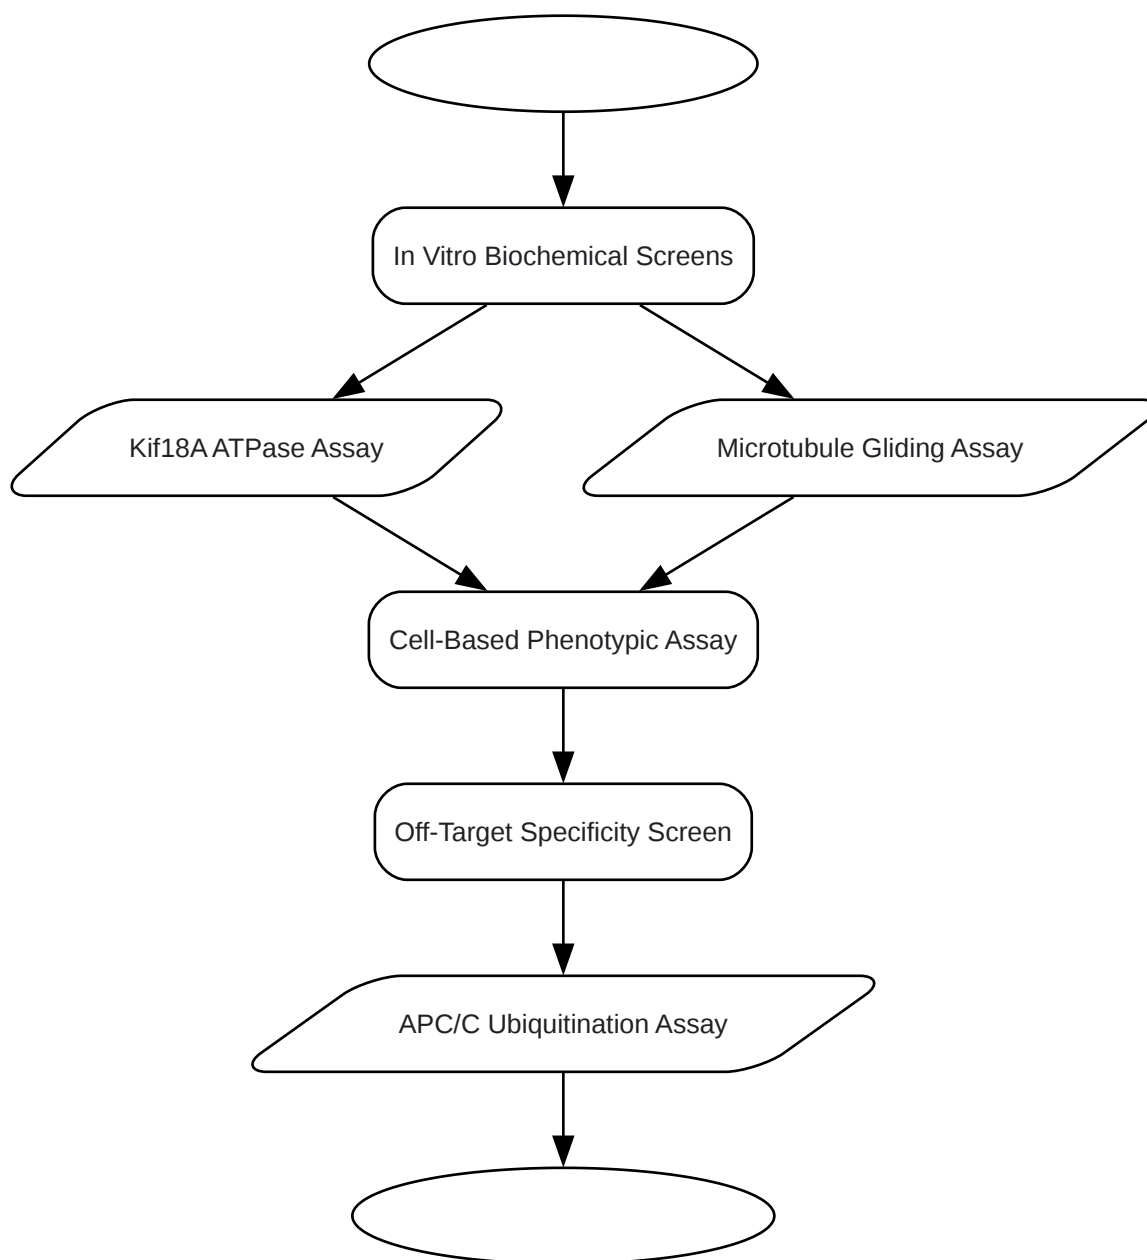 In Vitro Biochemical Screens
Kif18A ATPase Assay
Microtubule Gliding Assay
Cell-Based Phenotypic Assay
Off-Target Specificity Screen
APC/C Ubiquitination Assay